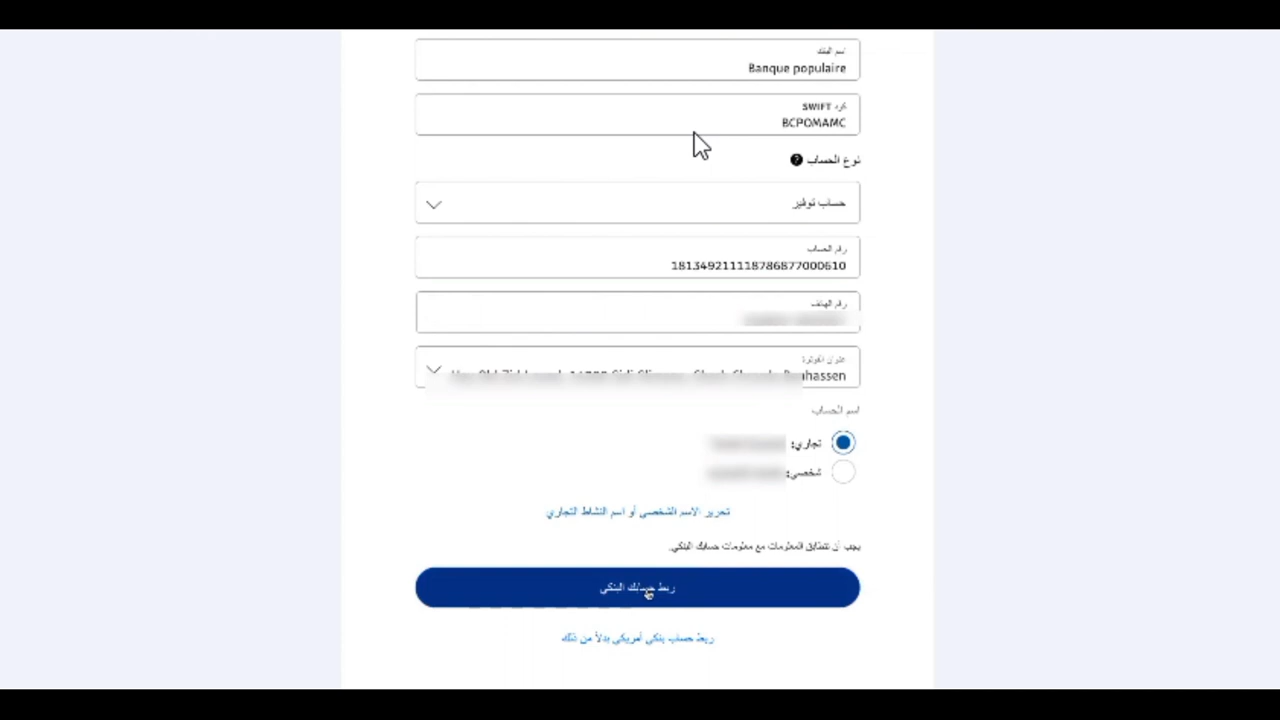 اسم البنك
Banque populaire
كود SWIFT
BCPOMAMC
نوع الحساب ?
حساب توفير
رقم الحساب
181349211118786877000610
رقم الهاتف
عنوان الفوترة
hassen
اسم الحساب
تجاري:
شخصي:
تحرير الاسم الشخصي أو اسم النشاط التجاري
يجب أن تتطابق المعلومات مع معلومات حسابك البنكي.
ربط حسابك البنكي
ربط حساب بنكي أمريكي بدلاً من ذلك